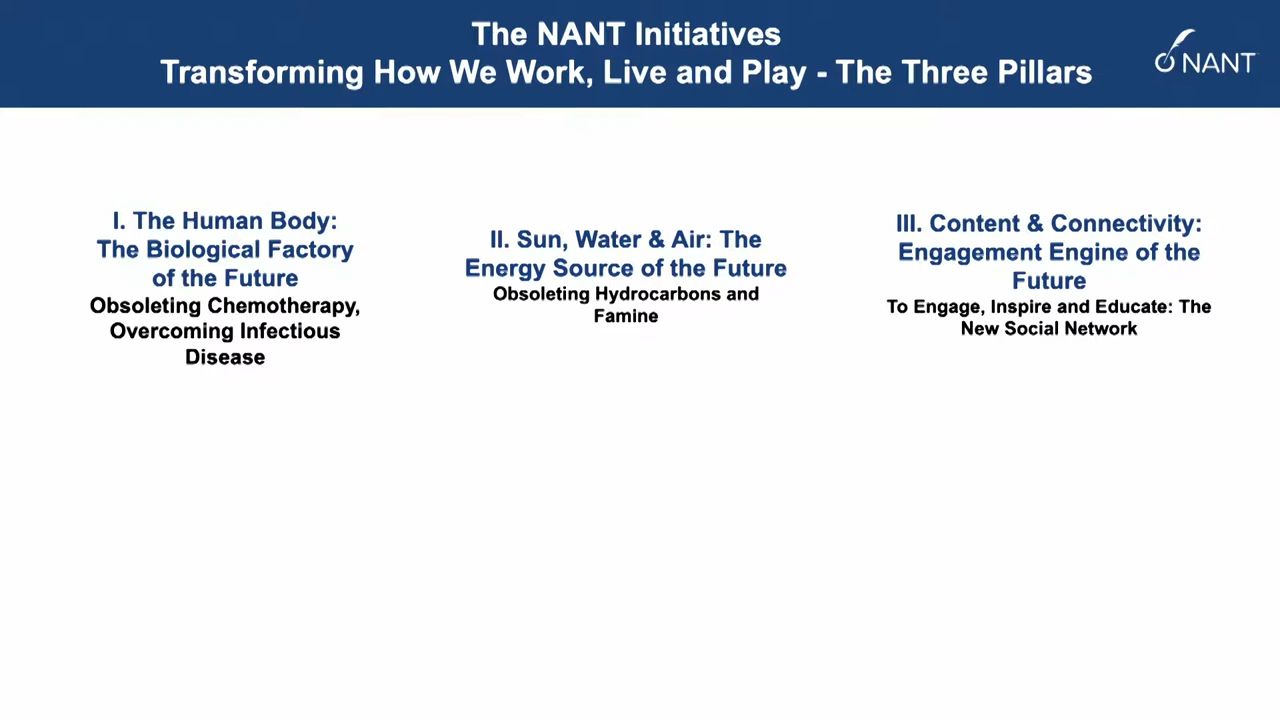 The NANT Initiatives
Transforming How We Work, Live and Play - The Three Pillars
NANT
I. The Human Body:
The Biological Factory
of the Future
Obsoleting Chemotherapy,
Overcoming Infectious
Disease
II. Sun, Water & Air: The
Energy Source of the Future
Obsoleting Hydrocarbons and
Famine
III. Content & Connectivity:
Engagement Engine of the
Future
To Engage, Inspire and Educate: The
New Social Network